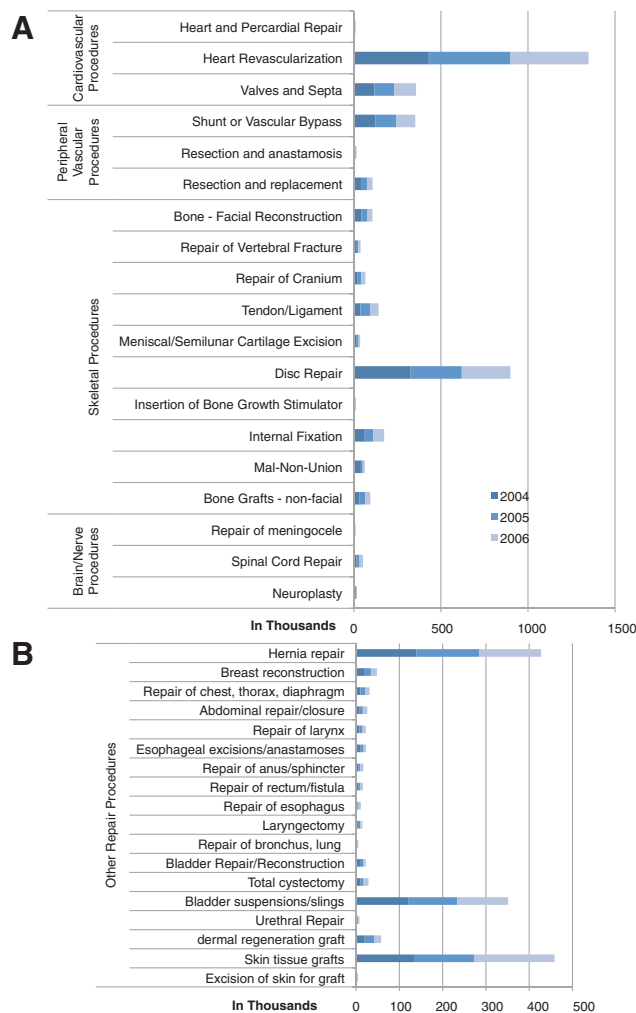 A
Cardiovascular
Procedures
Heart and Percardial Repair
Heart Revascularization
Valves and Septa
Peripheral
Vascular
Procedures
Shunt or Vascular Bypass
Resection and anastamosis
Resection and replacement
Skeletal Procedures
Bone - Facial Reconstruction
Repair of Vertebral Fracture
Repair of Cranium
Tendon/Ligament
Meniscal/Semilunar Cartilage Excision
Disc Repair
Insertion of Bone Growth Stimulator
Internal Fixation
Mal-Non-Union
Bone Grafts - non-facial
Brain/Nerve
Procedures
Repair of meningocele
Spinal Cord Repair
Neuroplasty
2004
2005
2006
In Thousands 0 500 1000 1500
B
Other Repair Procedures
Hernia repair
Breast reconstruction
Repair of chest, thorax, diaphragm
Abdominal repair/closure
Repair of larynx
Esophageal excisions/anastamoses
Repair of anus/sphincter
Repair of rectum/fistula
Repair of esophagus
Laryngectomy
Repair of bronchus, lung
Bladder Repair/Reconstruction
Total cystectomy
Bladder suspensions/slings
Urethral Repair
dermal regeneration graft
Skin tissue grafts
Excision of skin for graft
In Thousands 0 100 200 300 400 500